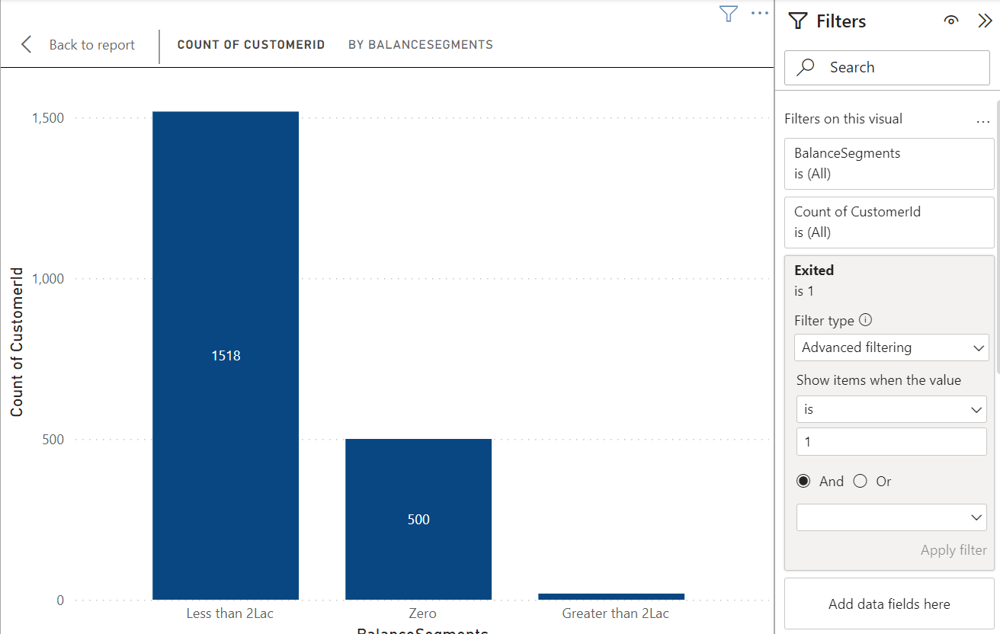 Back to report
COUNT OF CUSTOMERID
BY BALANCESEGMENTS
Count of CustomerId
1,500
1,000
500
0
1518
500
Less than 2Lac
Zero
Greater than 2Lac
BalanceSegments
Filters
Search
Filters on this visual
...
BalanceSegments
is (All)
Count of CustomerId
is (All)
Exited
is 1
Filter type
Advanced filtering
Show items when the value
is
1
And
Or
Apply filter
Add data fields here